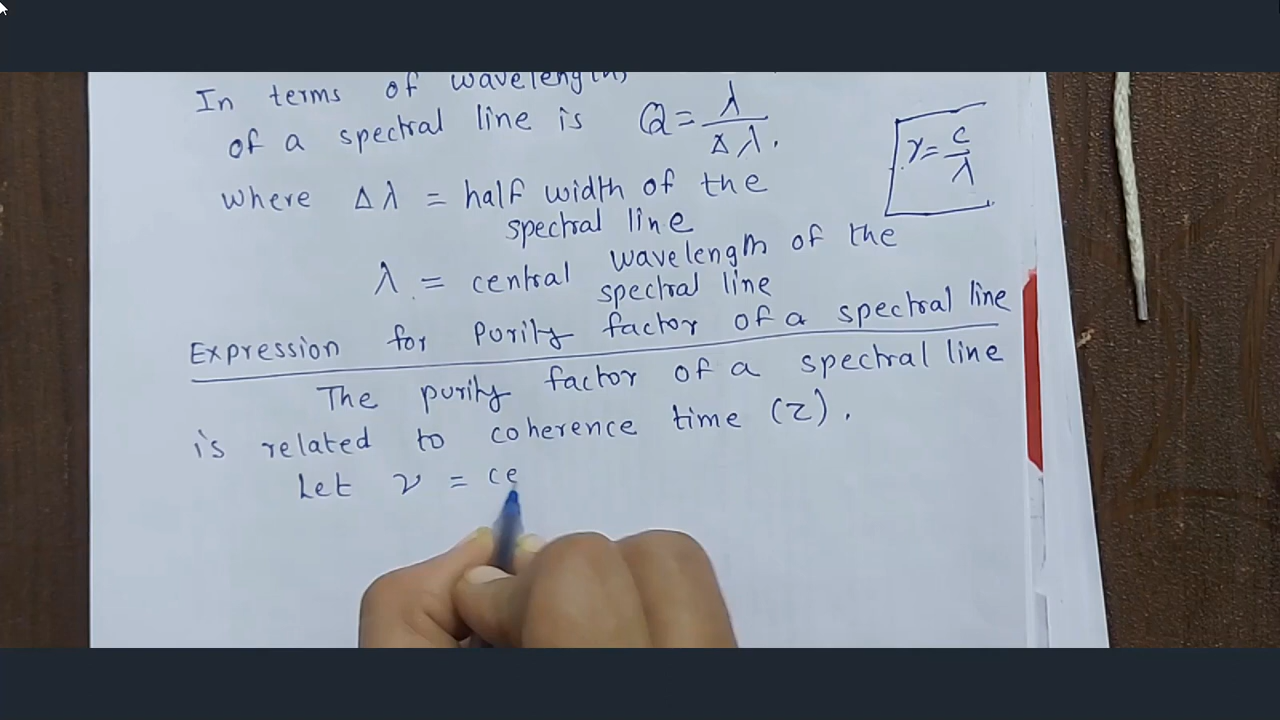 In terms of wavelength,
of a spectral line is Q = λ / Δλ.
ν = c / λ
where Δλ = half width of the
spectral line
λ = central wavelength of the
spectral line
Expression for Purity factor of a spectral line
The purity factor of a spectral line
is related to coherence time (τ).
Let ν = ce